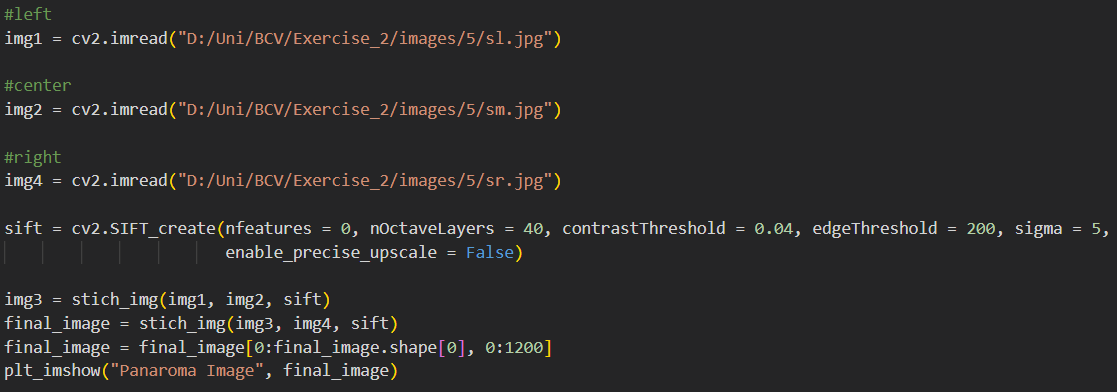 #left
img1 = cv2.imread("D:/Uni/BCV/Exercise_2/images/5/sl.jpg")
#center
img2 = cv2.imread("D:/Uni/BCV/Exercise_2/images/5/sm.jpg")
#right
img4 = cv2.imread("D:/Uni/BCV/Exercise_2/images/5/sr.jpg")
sift = cv2.SIFT_create(nfeatures = 0, nOctaveLayers = 40, contrastThreshold = 0.04, edgeThreshold = 200, sigma = 5,
enable_precise_upscale = False)
img3 = stich_img(img1, img2, sift)
final_image = stich_img(img3, img4, sift)
final_image = final_image[0:final_image.shape[0], 0:1200]
plt_imshow("Panaroma Image", final_image)